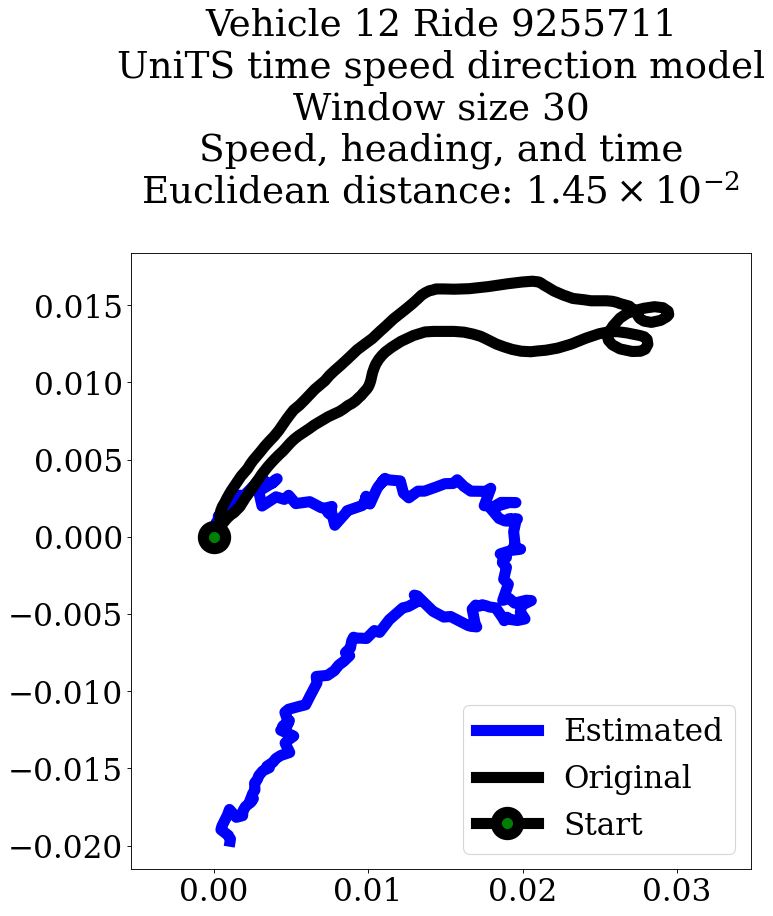 Vehicle 12 Ride 9255711
UniTS time speed direction model
Window size 30
Speed, heading, and time
Euclidean distance: 1.45 × 10⁻²
0.015
0.010
0.005
0.000
−0.005
−0.010
−0.015
−0.020
Estimated
Original
Start
0.00 0.01 0.02 0.03